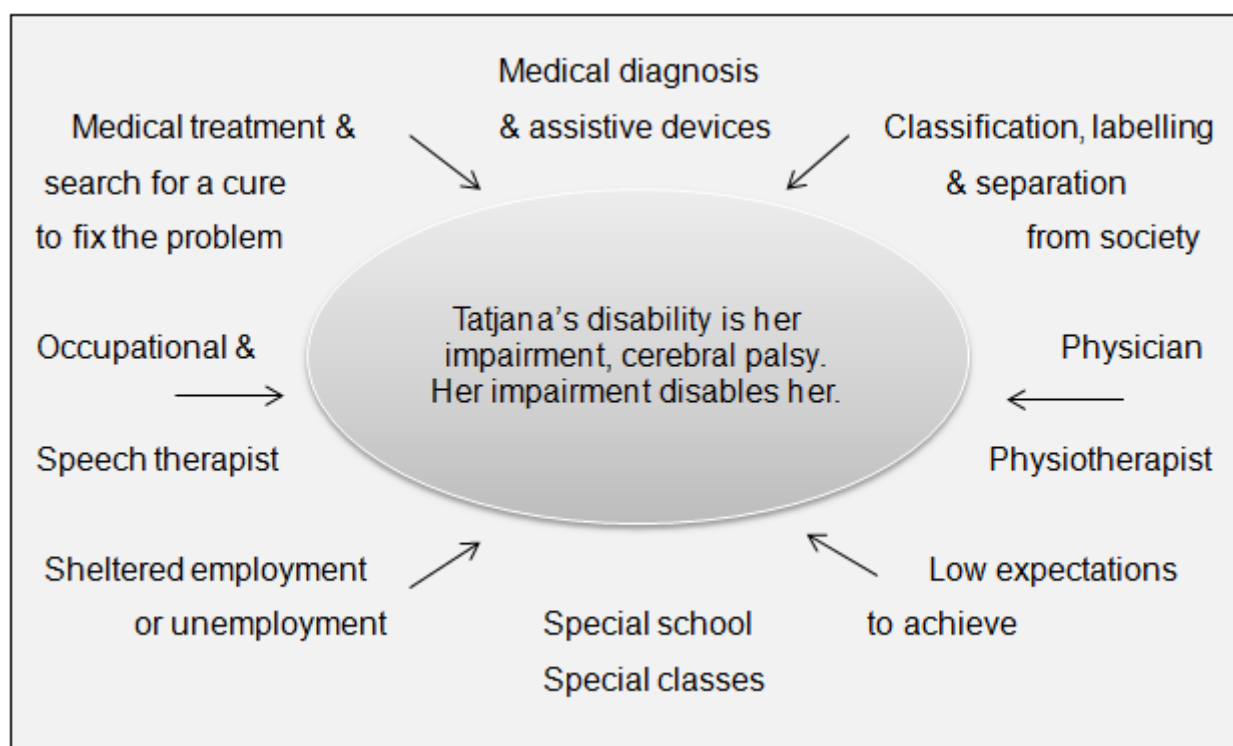 Medical diagnosis
& assistive devices
Medical treatment &
search for a cure
to fix the problem
Classification, labelling
& separation
from society
Tatjana's disability is her
impairment, cerebral palsy.
Her impairment disables her.
Occupational &
Speech therapist
Physician
Physiotherapist
Sheltered employment
or unemployment
Special school
Special classes
Low expectations
to achieve